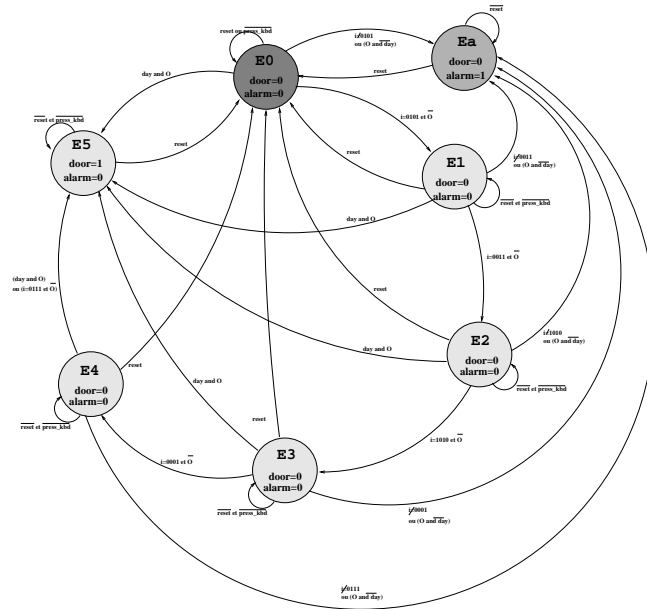 reset ou press_kbd
i≠0101
ou (O and day)
reset
Ea
door=0
alarm=1
E0
door=0
alarm=0
day and O
reset
i=0101 et O
reset et press_kbd
E5
door=1
alarm=0
reset
reset
E1
door=0
alarm=0
i≠0011
ou (O and day)
reset et press_kbd
day and O
i=0011 et O
(day and O)
ou (i=0111 et O)
reset
i≠1010
ou (O and day)
E2
door=0
alarm=0
day and O
reset et press_kbd
E4
door=0
alarm=0
reset
day and O
reset et press_kbd
reset
i=1010 et O
E3
door=0
alarm=0
i=0001 et O
reset et press_kbd
i≠0001
ou (O and day)
i≠0111
ou (O and day)